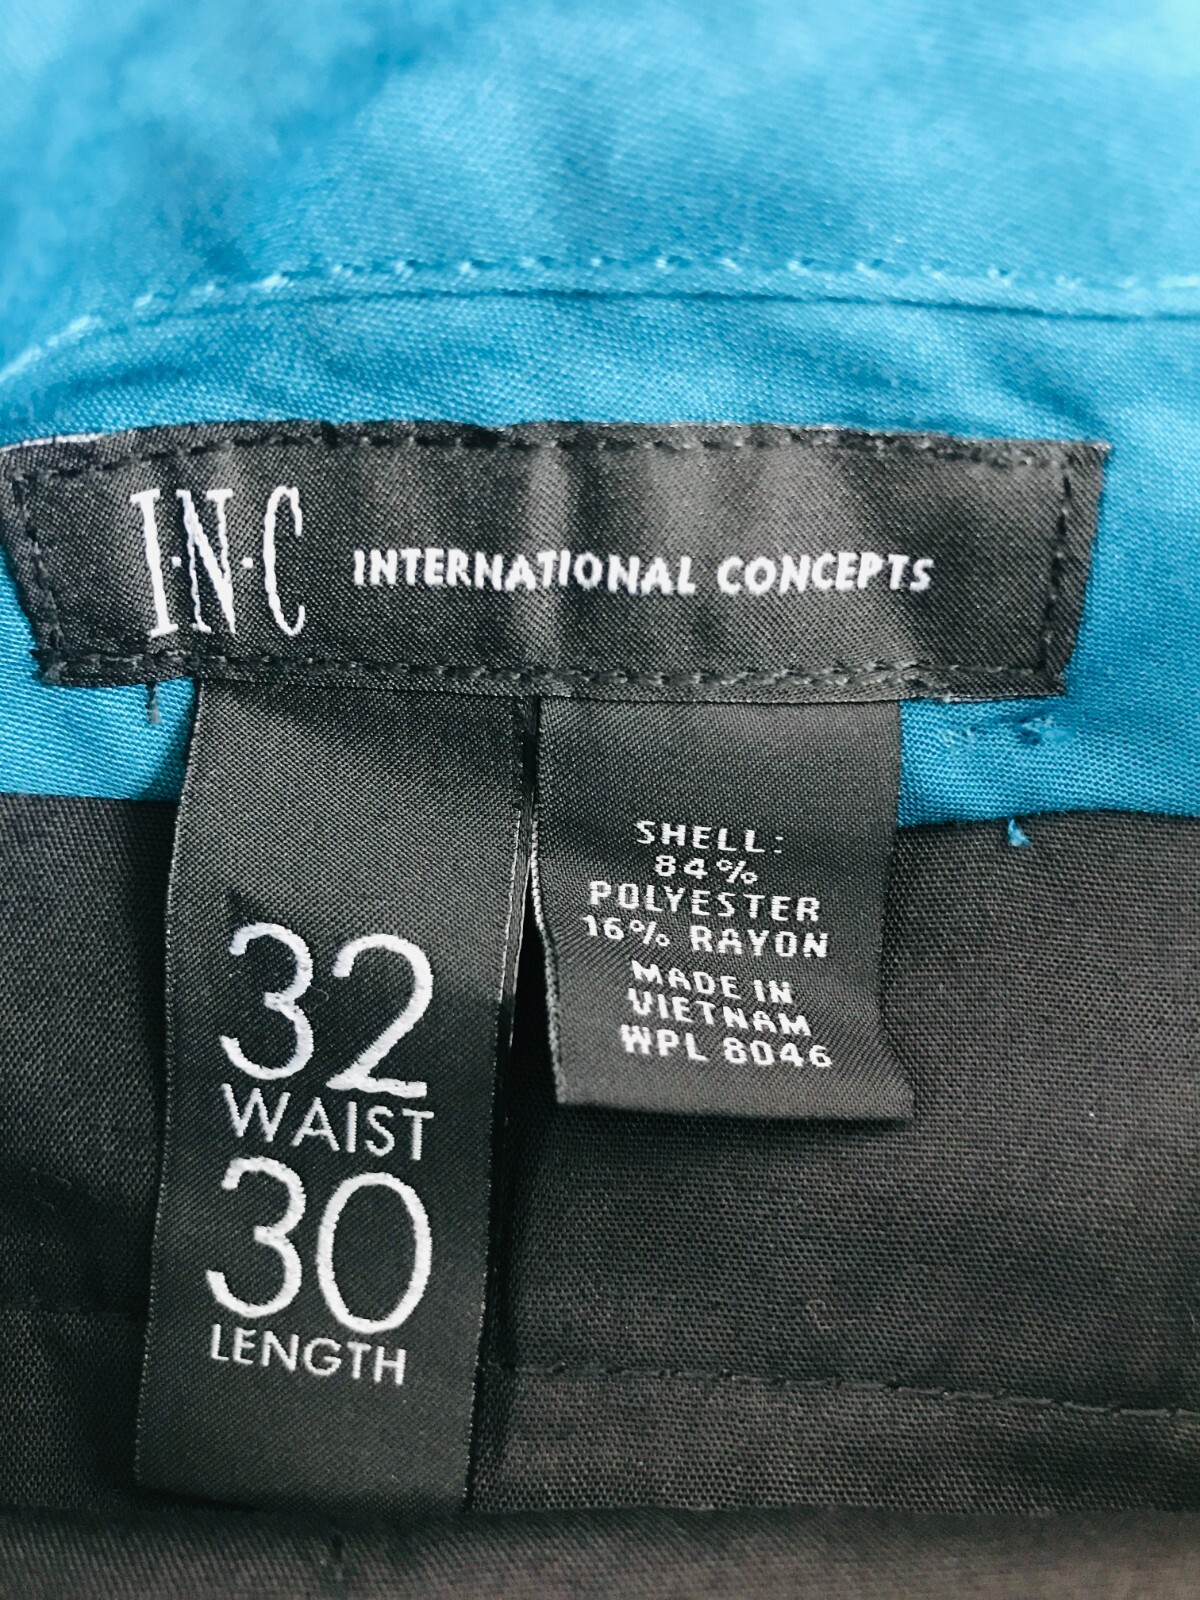 I·N·C INTERNATIONAL CONCEPTS
32
WAIST
30
LENGTH
SHELL:
84%
POLYESTER
16% RAYON
MADE IN
VIETNAM
WPL 8046